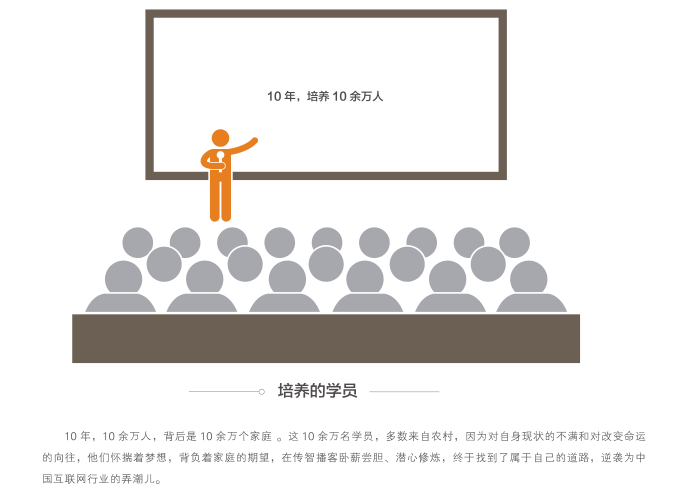 10 年，培养 10 余万人
培养的学员
10 年，10 余万人，背后是 10 余万个家庭 。这 10 余万名学员，多数来自农村，因为对自身现状的不满和对改变命运
的向往，他们怀揣着梦想，背负着家庭的期望，在传智播客卧薪尝胆、潜心修炼，终于找到了属于自己的道路，逆袭为中
国互联网行业的弄潮儿。